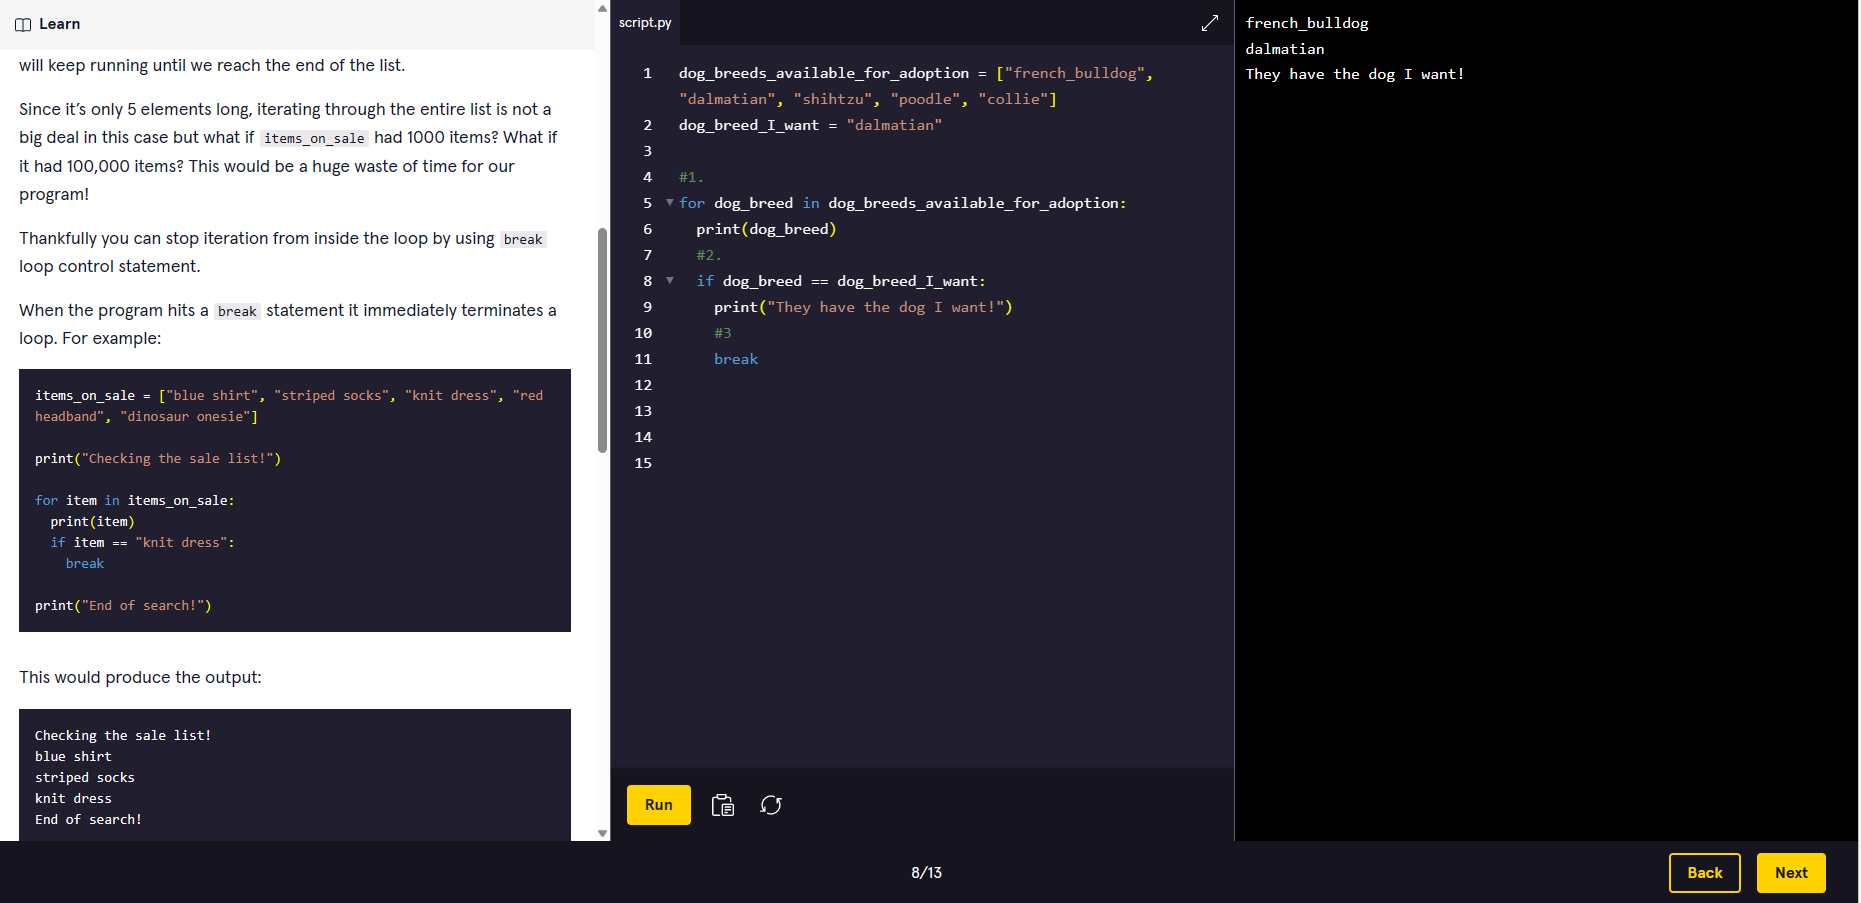 Learn
will keep running until we reach the end of the list.
Since it’s only 5 elements long, iterating through the entire list is not a
big deal in this case but what if items_on_sale had 1000 items? What if
it had 100,000 items? This would be a huge waste of time for our
program!
Thankfully you can stop iteration from inside the loop by using break
loop control statement.
When the program hits a break statement it immediately terminates a
loop. For example:
items_on_sale = ["blue shirt", "striped socks", "knit dress", "red
headband", "dinosaur onesie"]
print("Checking the sale list!")
for item in items_on_sale:
  print(item)
  if item == "knit dress":
    break
print("End of search!")
This would produce the output:
Checking the sale list!
blue shirt
striped socks
knit dress
End of search!
script.py
1 dog_breeds_available_for_adoption = ["french_bulldog",
"dalmatian", "shihtzu", "poodle", "collie"]
2 dog_breed_I_want = "dalmatian"
3
4 #1.
5 for dog_breed in dog_breeds_available_for_adoption:
6   print(dog_breed)
7   #2.
8   if dog_breed == dog_breed_I_want:
9     print("They have the dog I want!")
10     #3
11     break
12
13
14
15
Run
french_bulldog
dalmatian
They have the dog I want!
8/13
Back
Next